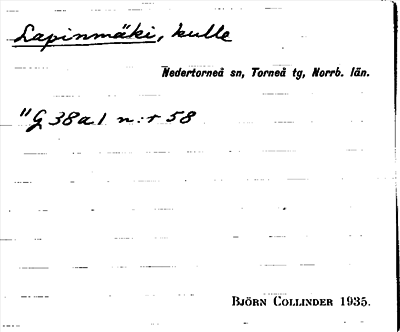 Lapinmäki, kulle
Nedertorneå sn, Torneå tg, Norrb. län.
"G 38a1 n:r 58
BJÖRN COLLINDER 1935.